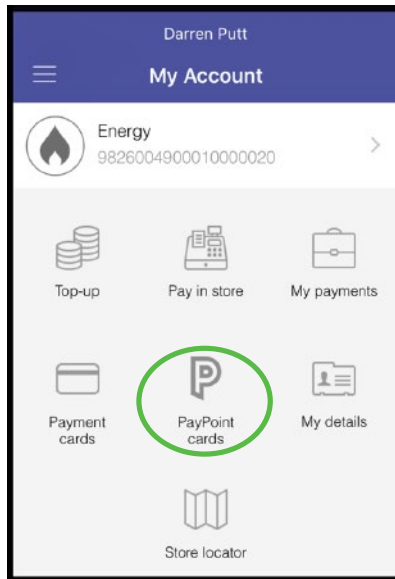 Darren Putt
My Account
Energy
9826004900010000020
Top-up
Pay in store
My payments
Payment
cards
PayPoint
cards
My details
Store locator